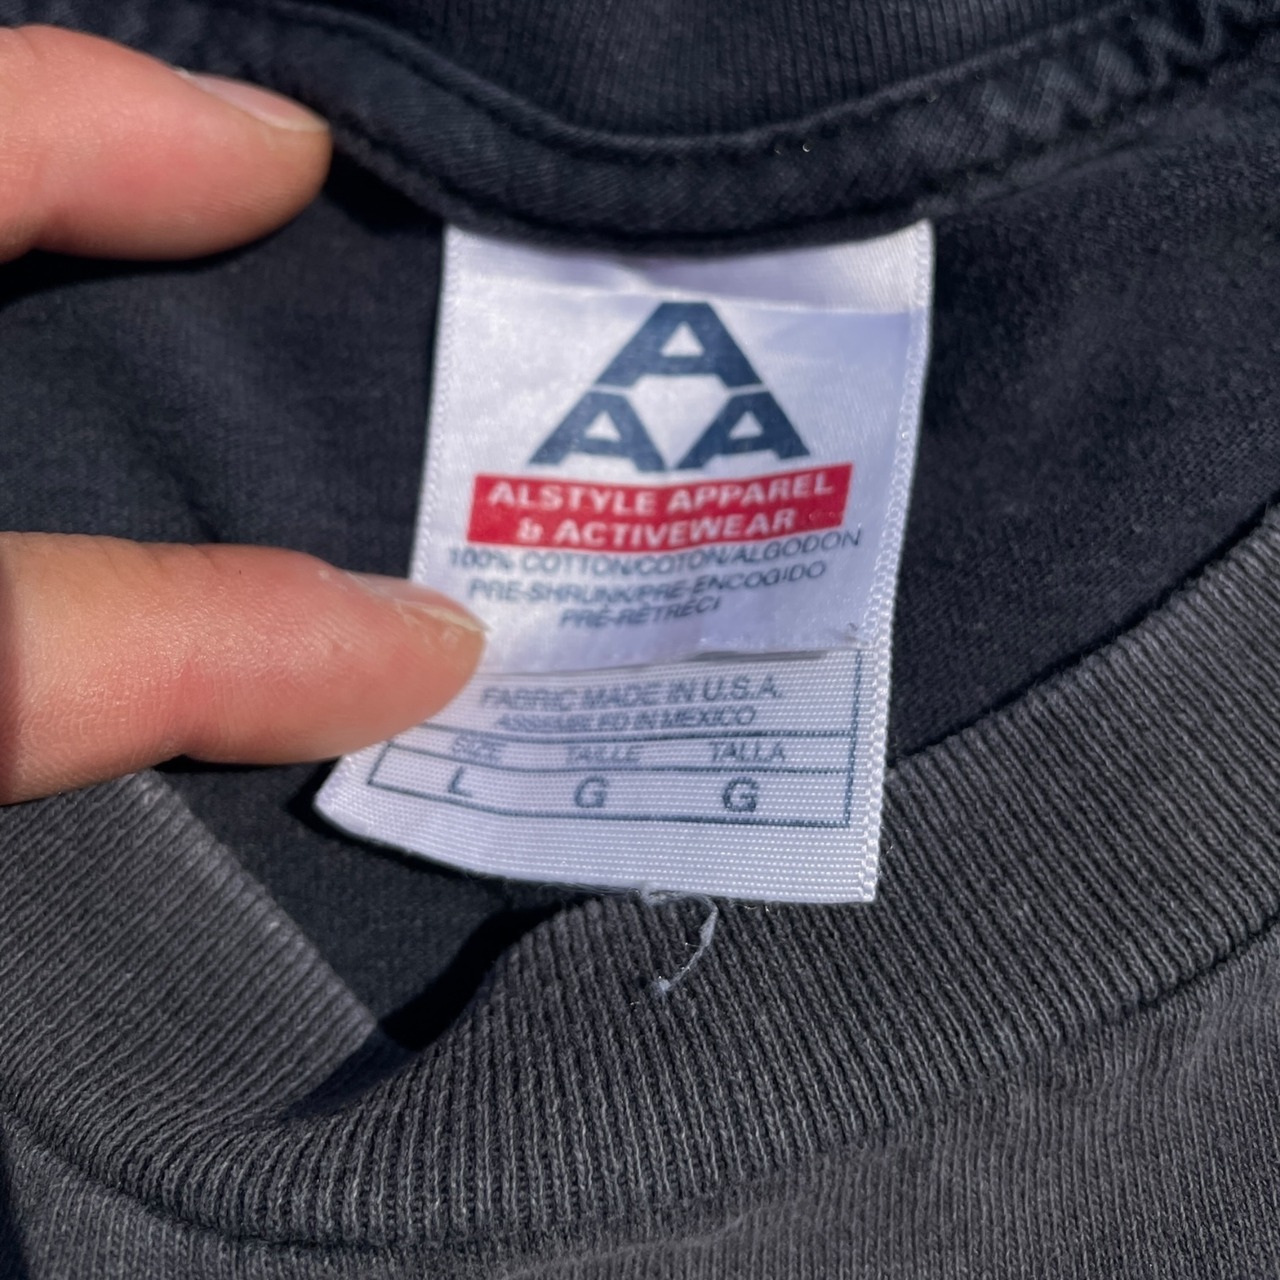 A
AA
ALSTYLE APPAREL
& ACTIVEWEAR
100% COTTON/COTON/ALGODON
PRE-SHRUNK/PRE-ENCOGIDO
PRÉ-RÉTRÉCI
FABRIC MADE IN U.S.A.
ASSEMBLED IN MEXICO
SIZE TAILLE TALLA
L G G